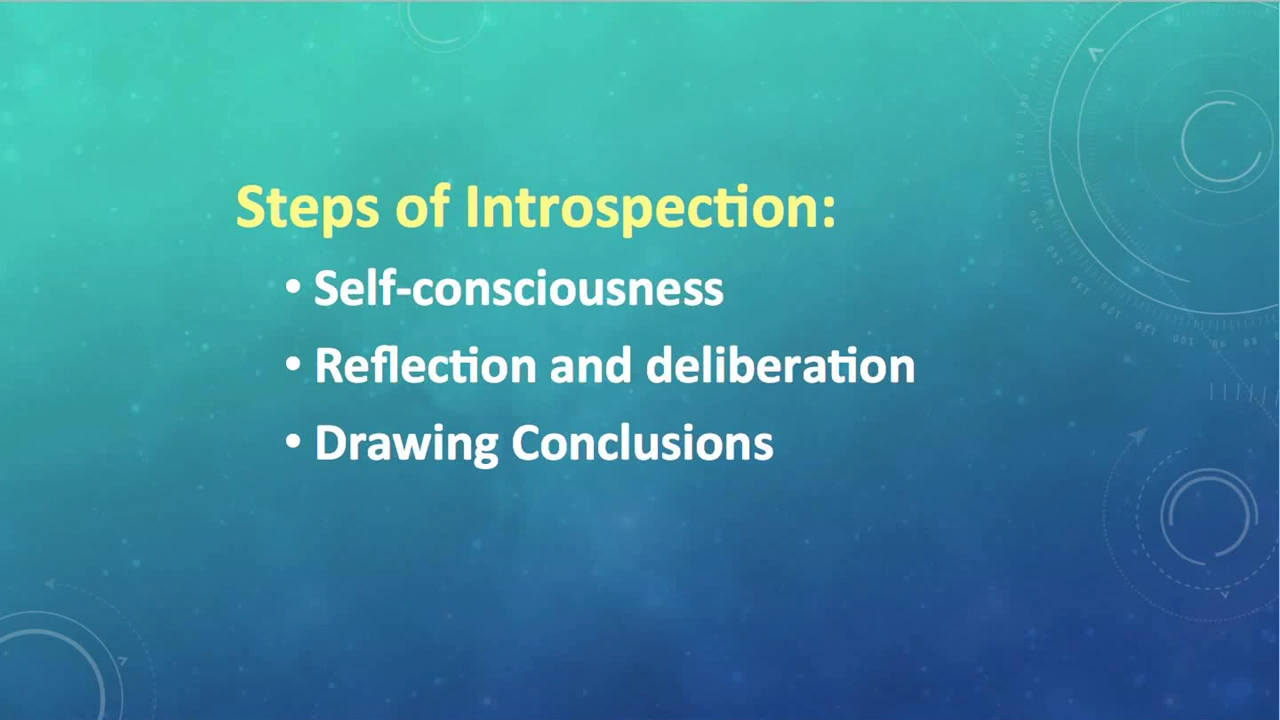 Steps of Introspection:
• Self-consciousness
• Reflection and deliberation
• Drawing Conclusions